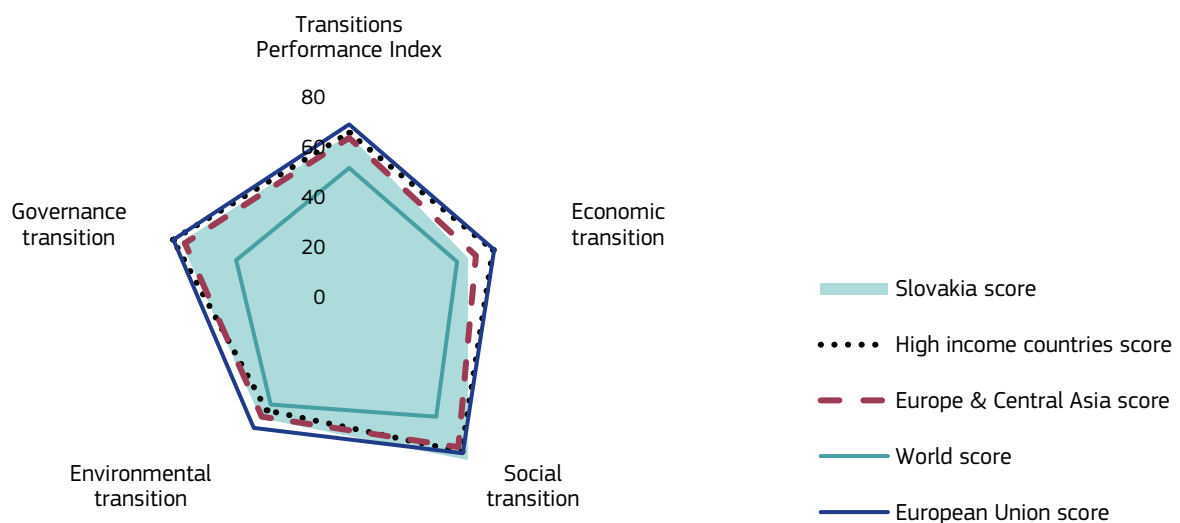 Transitions
Performance Index
80
60
40
20
0
Governance
transition
Economic
transition
Environmental
transition
Social
transition
Slovakia score
High income countries score
Europe & Central Asia score
World score
European Union score